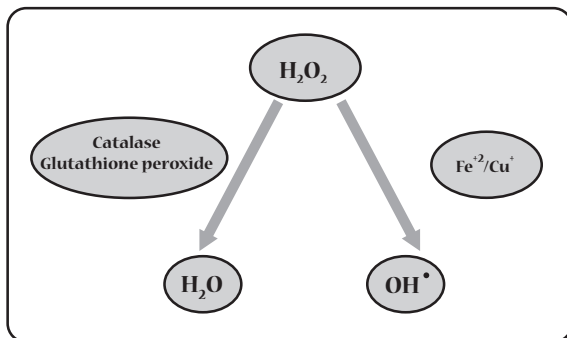 H₂O₂
Catalase
Glutathione peroxide
Fe⁺²/Cu⁺
H₂O
OH•